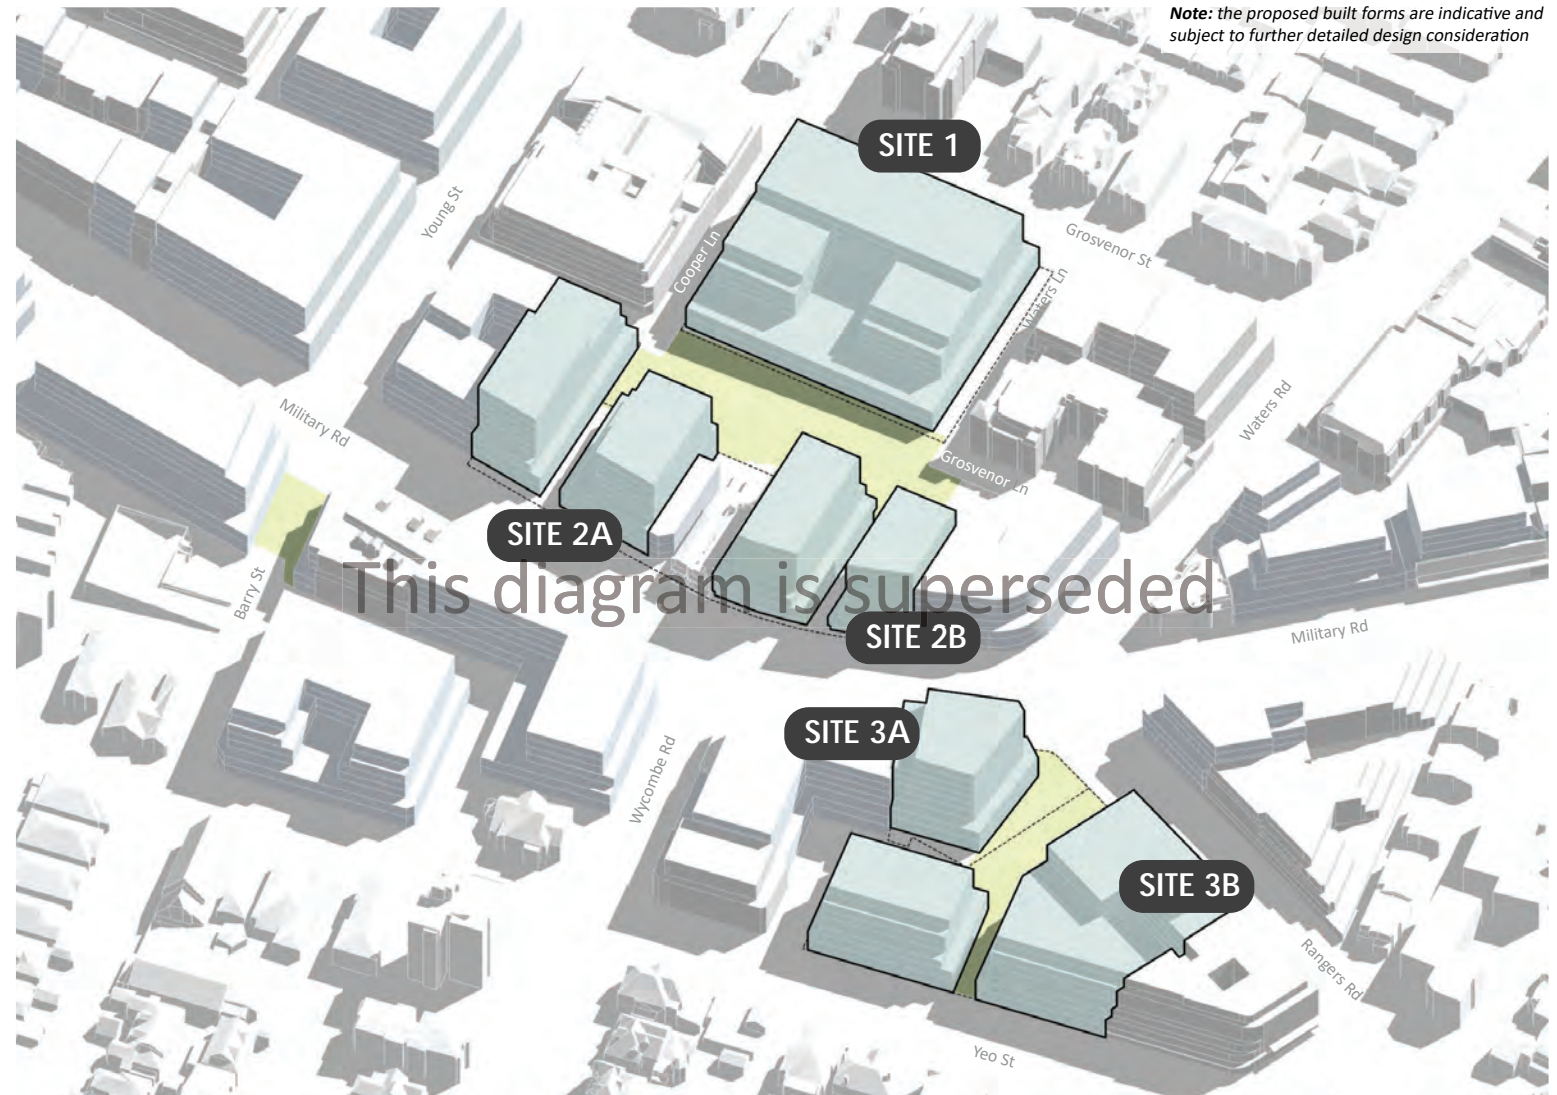 Note: the proposed built forms are indicative and
subject to further detailed design consideration
SITE 1
Young St
Cooper Ln
Grosvenor St
Waters Ln
Military Rd
Waters Rd
Grosvenor Ln
SITE 2A
This diagram is superseded
Barry St
SITE 2B
Military Rd
SITE 3A
Wycombe Rd
SITE 3B
Rangers Rd
Yeo St